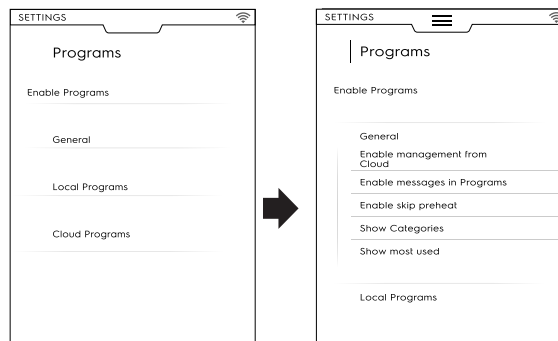 SETTINGS
Programs
Enable Programs
General
Local Programs
Cloud Programs
SETTINGS
Programs
Enable Programs
General
Enable management from
Cloud
Enable messages in Programs
Enable skip preheat
Show Categories
Show most used
Local Programs